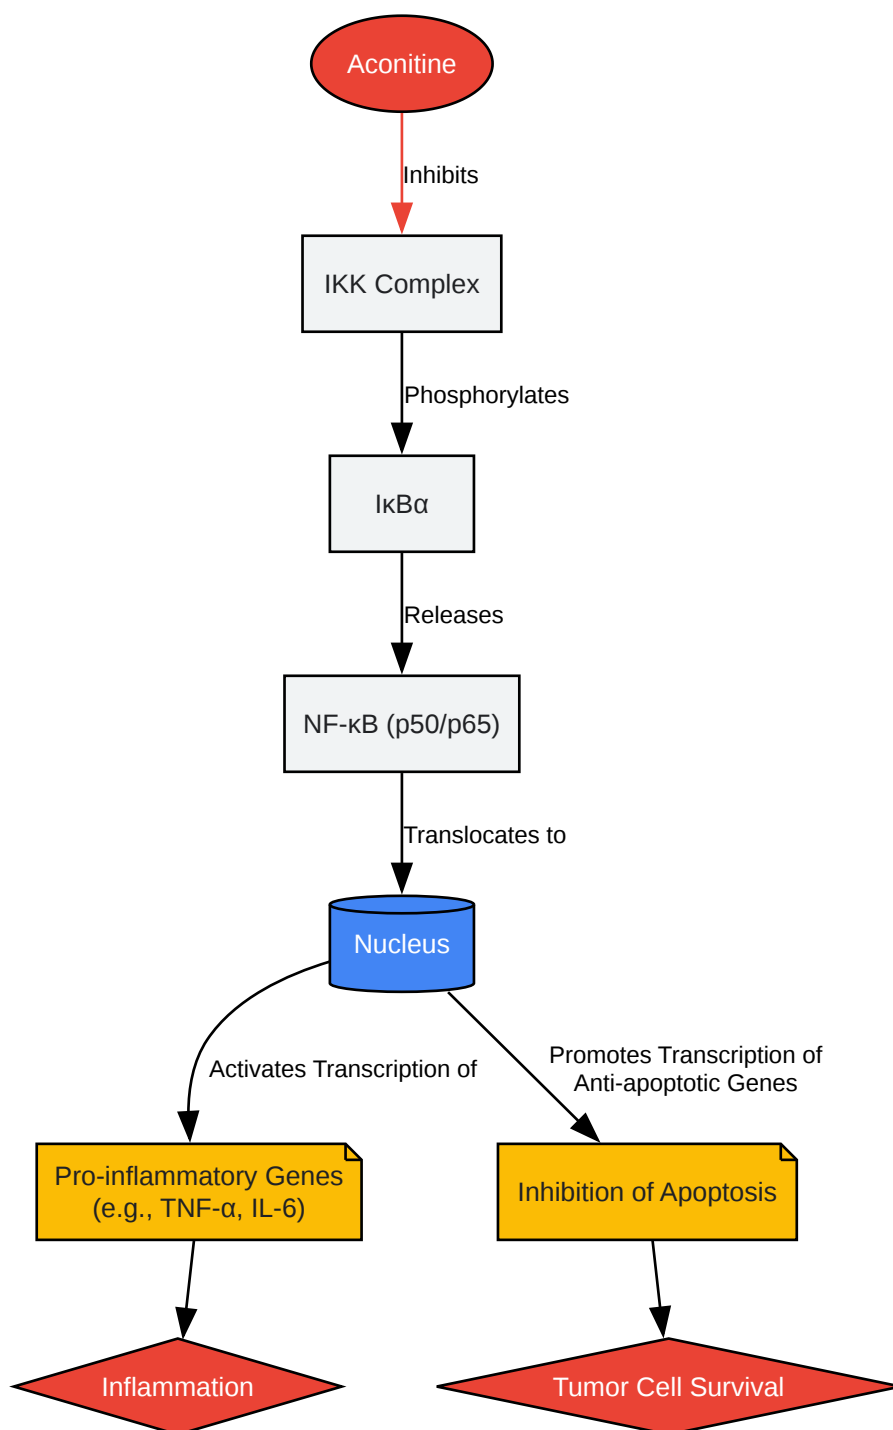 Aconitine
Inhibits
IKK Complex
Phosphorylates
IκBα
Releases
NF-κB (p50/p65)
Translocates to
Nucleus
Activates Transcription of
Promotes Transcription of
Anti-apoptotic Genes
Pro-inflammatory Genes
(e.g., TNF-α, IL-6)
Inhibition of Apoptosis
Inflammation
Tumor Cell Survival